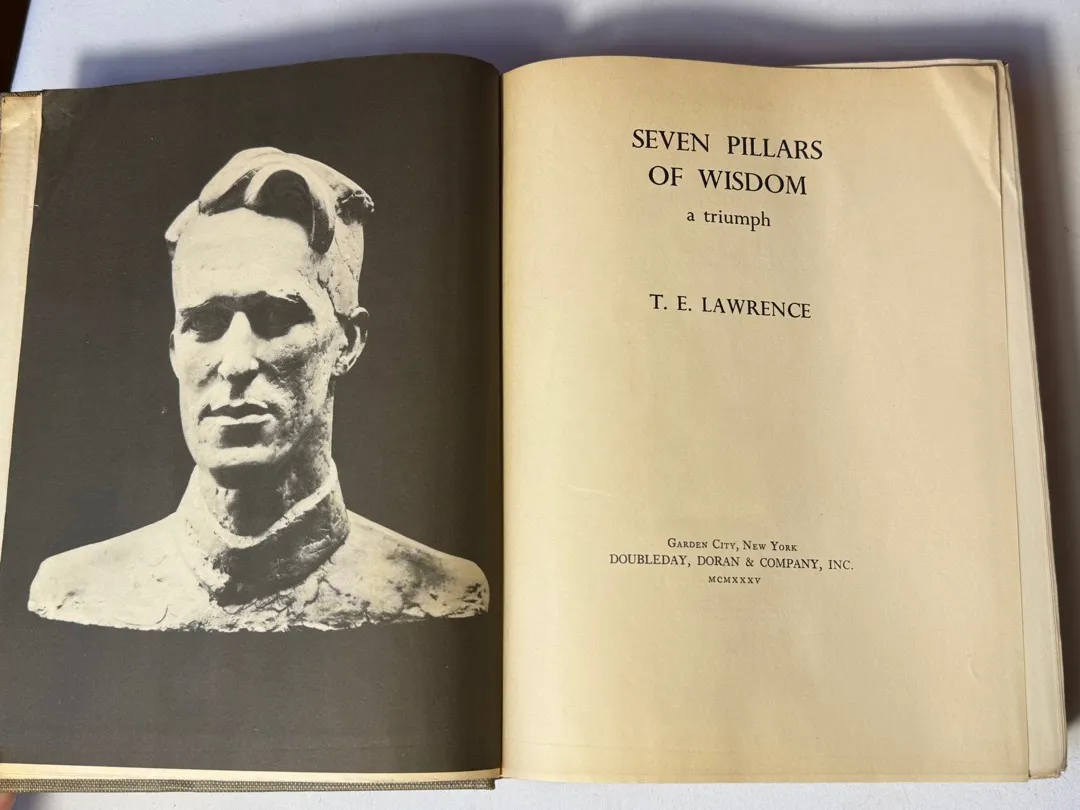 SEVEN PILLARS
OF WISDOM
a triumph
T. E. LAWRENCE
Garden City, New York
DOUBLEDAY, DORAN & COMPANY, INC.
MCMXXXV